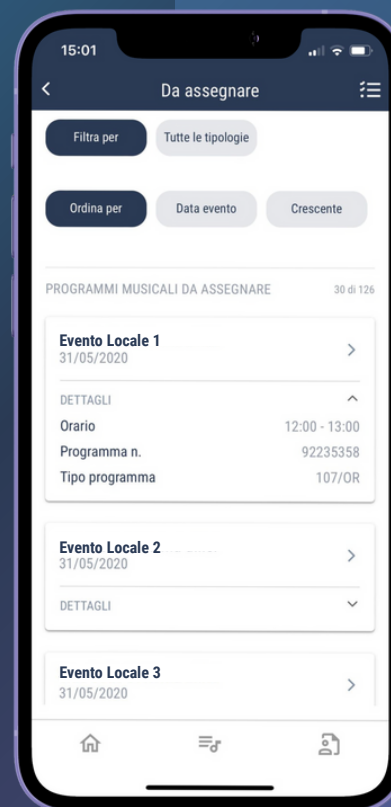 15:01
Da assegnare
Filtra per Tutte le tipologie
Ordina per Data evento Crescente
PROGRAMMI MUSICALI DA ASSEGNARE 30 di 126
Evento Locale 1
31/05/2020
DETTAGLI
Orario 12:00 - 13:00
Programma n. 92235358
Tipo programma 107/OR
Evento Locale 2
31/05/2020
DETTAGLI
Evento Locale 3
31/05/2020